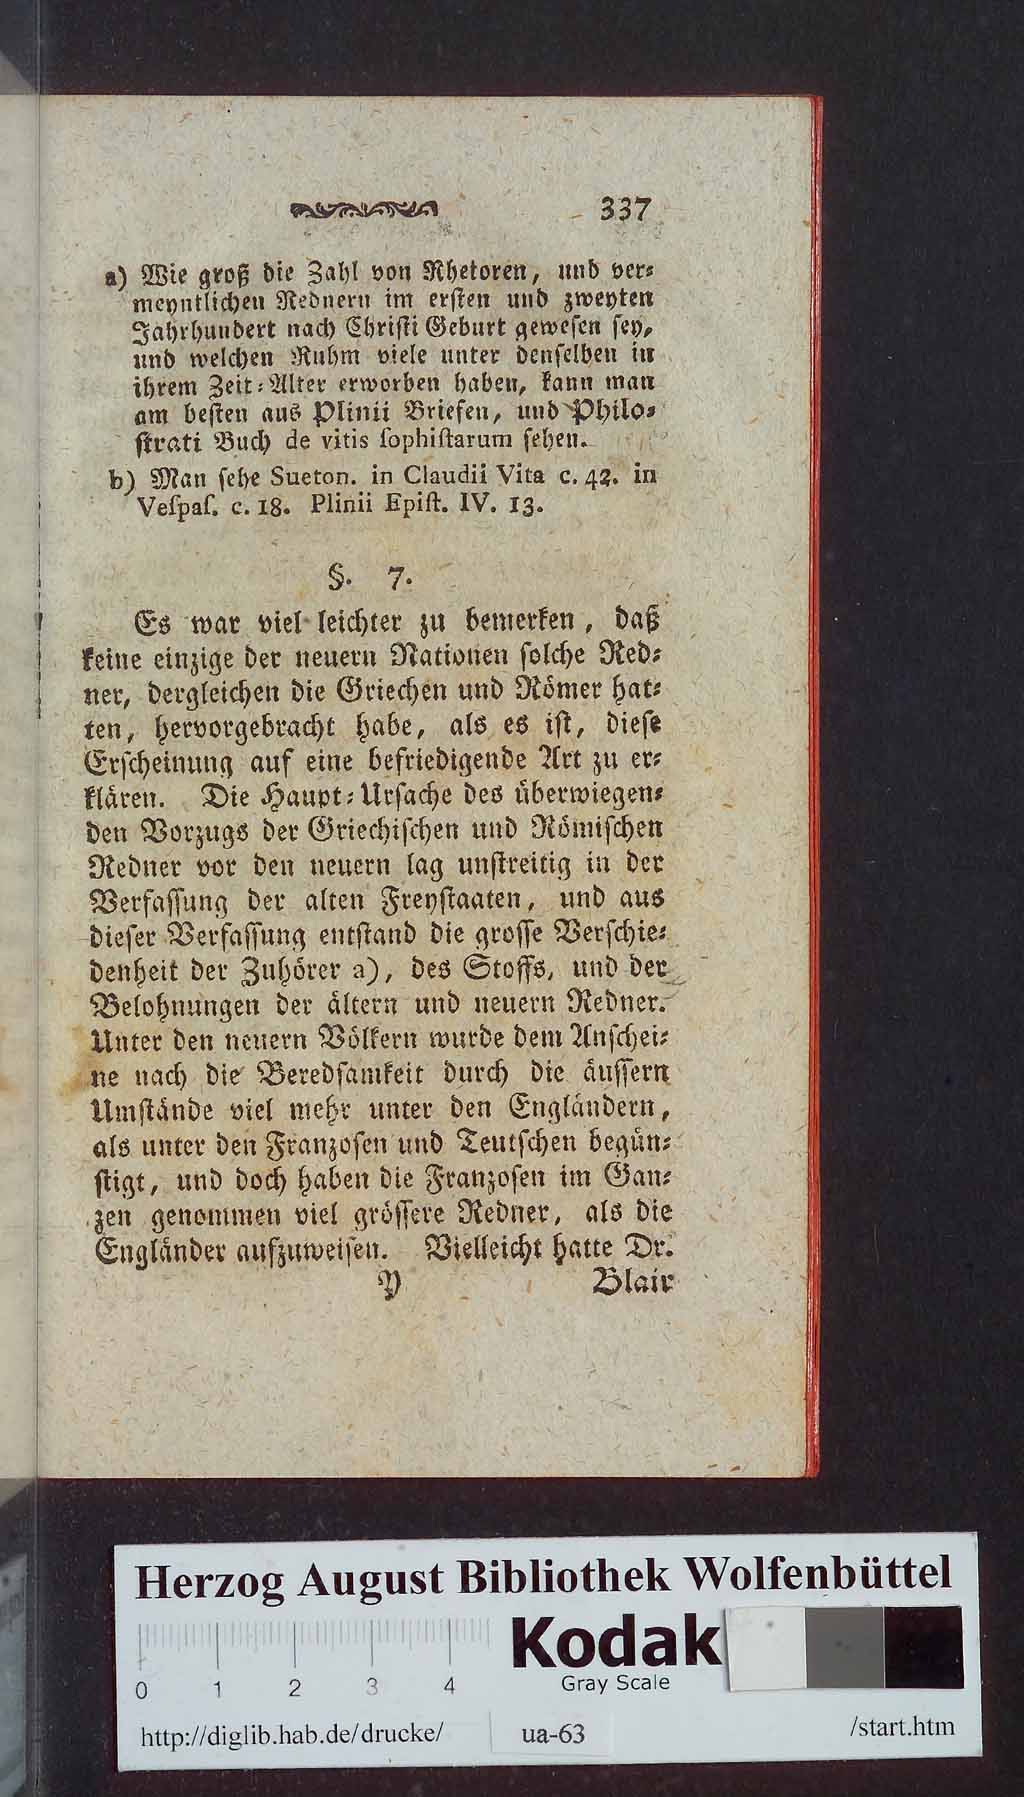 337
a) Wie groß die Zahl von Rhetoren, und ver⸗
meyntlichen Rednern im ersten und zweyten
Jahrhundert nach Christi Geburt gewesen sey,
und welchen Ruhm viele unter denselben in
ihrem Zeit⸗Alter erworben haben, kann man
am besten aus Plinii Briefen, und Philo⸗
strati Buch de vitis ſophiſtarum sehen.
b) Man sehe Sueton. in Claudii Vita c. 42. in
Veſpaſ. c. 18. Plinii Epiſt. IV. 13.
§. 7.
Es war viel leichter zu bemerken, daß
keine einzige der neuern Nationen solche Red⸗
ner, dergleichen die Griechen und Römer hat⸗
ten, hervorgebracht habe, als es ist, diese
Erscheinung auf eine befriedigende Art zu er⸗
klären. Die Haupt⸗Ursache des überwiegen⸗
den Vorzugs der Griechischen und Römischen
Redner vor den neuern lag unstreitig in der
Verfassung der alten Freystaaten, und aus
dieser Verfassung entstand die grosse Verschie⸗
denheit der Zuhörer a), des Stoffs, und der
Belohnungen der ältern und neuern Redner.
Unter den neuern Völkern wurde dem Anschei⸗
ne nach die Beredsamkeit durch die äussern
Umstände viel mehr unter den Engländern,
als unter den Franzosen und Teutschen begün⸗
stigt, und doch haben die Franzosen im Gan⸗
zen genommen viel grössere Redner, als die
Engländer aufzuweisen. Vielleicht hatte Dr.
Y Blair
Herzog August Bibliothek Wolfenbüttel
Kodak
Gray Scale
0 1 2 3 4
http://diglib.hab.de/drucke/ ua-63 /start.htm